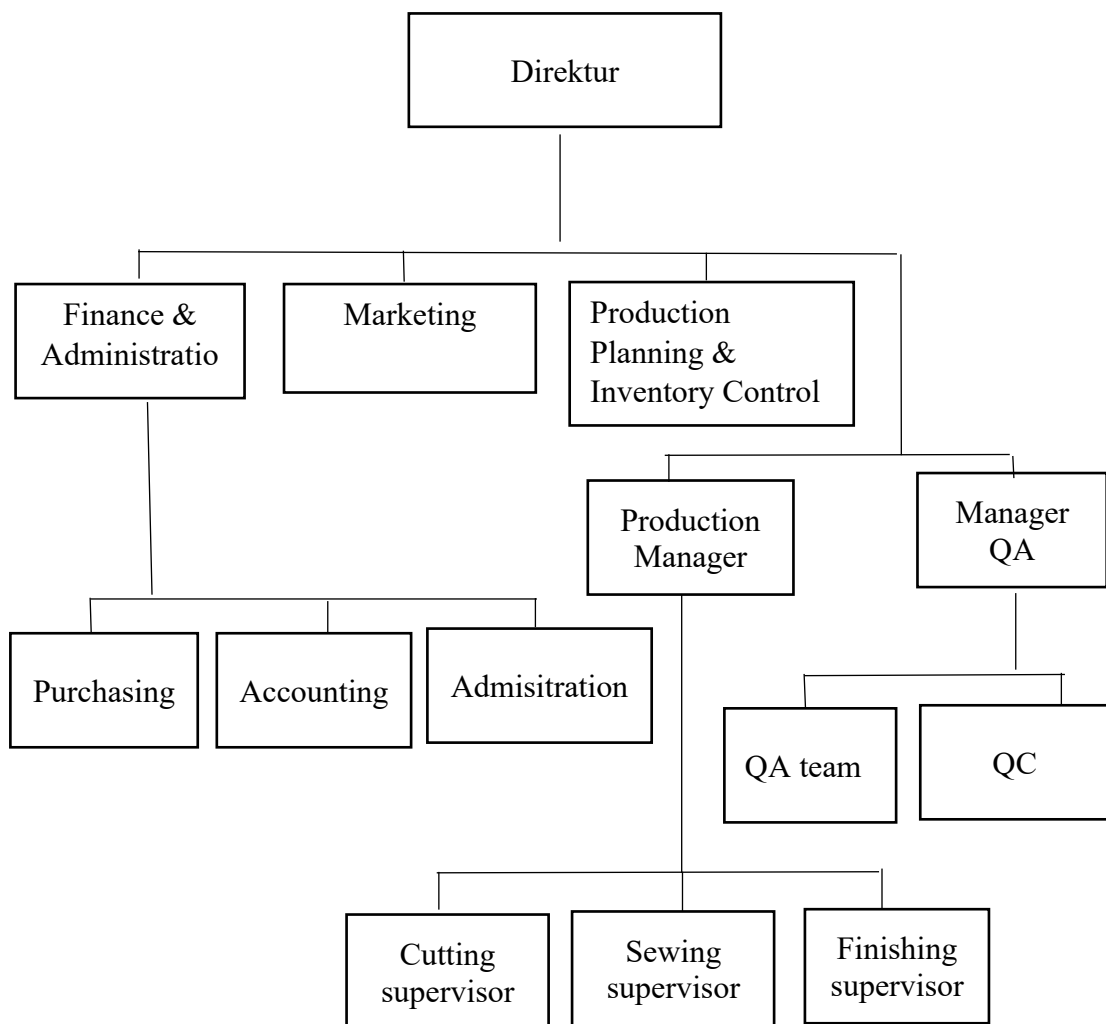 Direktur
Finance &
Administratio
Marketing
Production
Planning &
Inventory Control
Production
Manager
Manager
QA
Purchasing
Accounting
Admisitration
QA team
QC
Cutting
supervisor
Sewing
supervisor
Finishing
supervisor